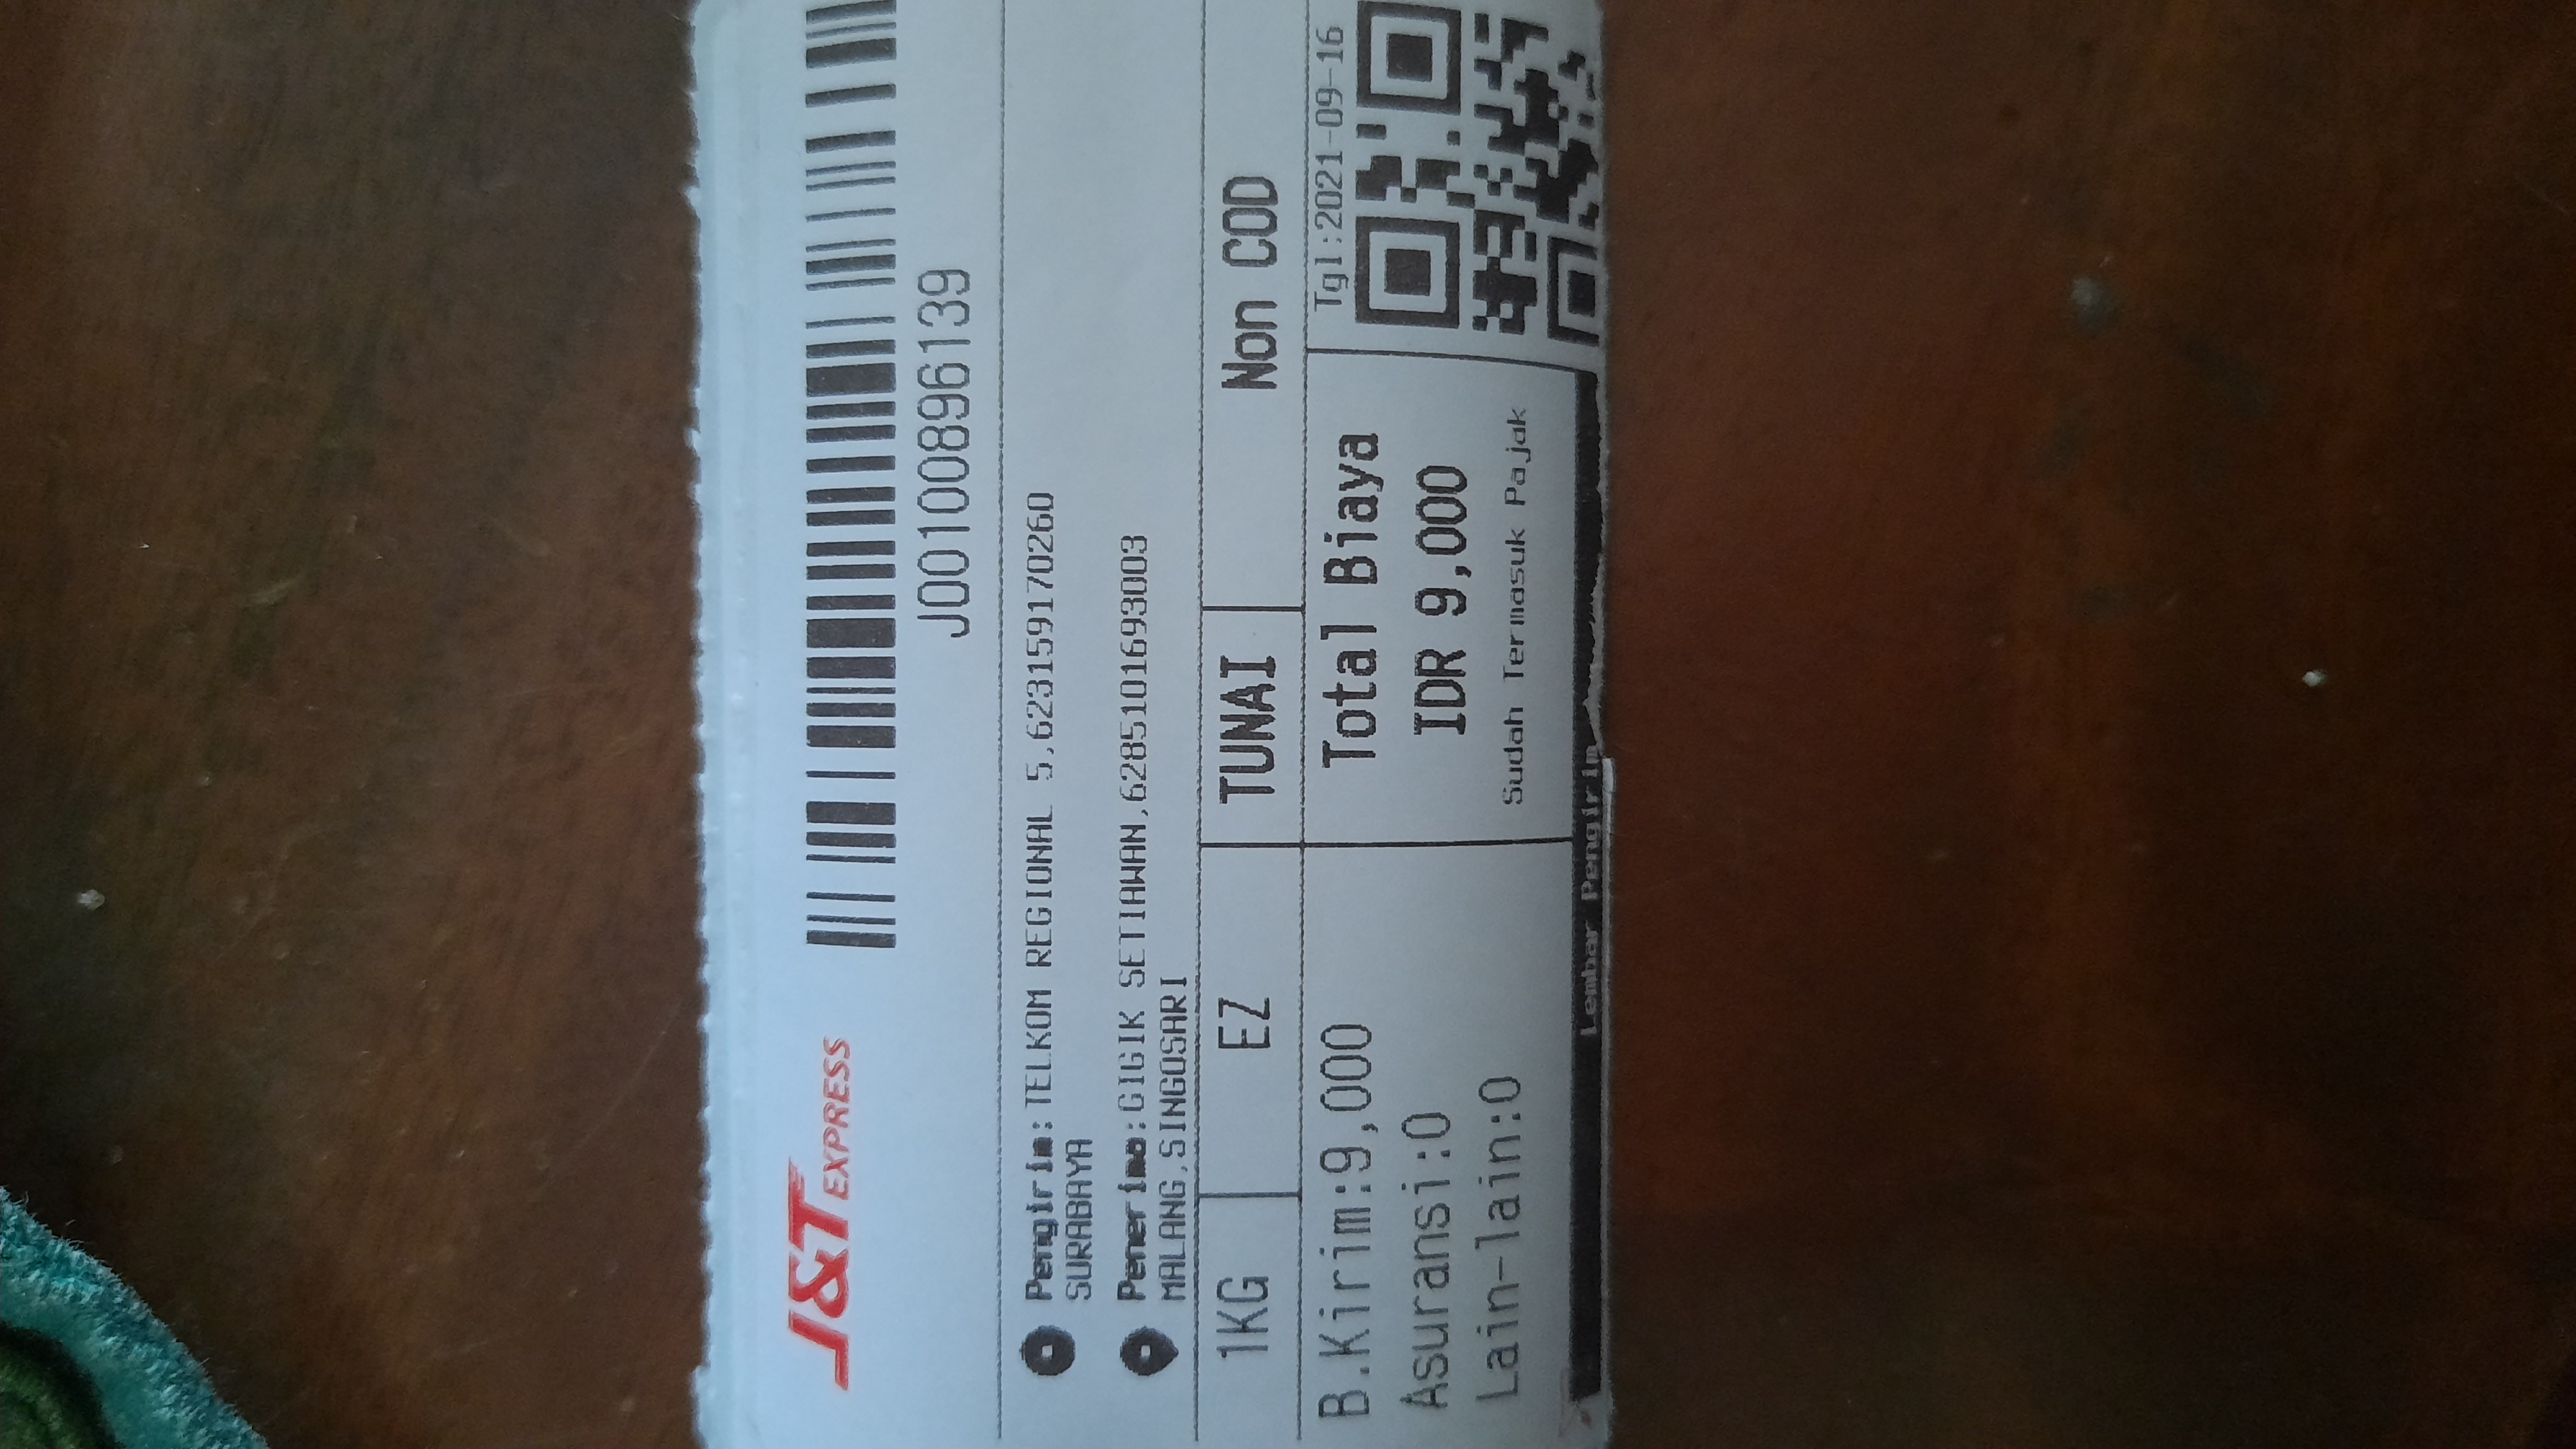 J&T EXPRESS
JO0100896139
Pengirim:TELKOM REGIONAL 5,623159170260
SURABAYA
Penerima:GIGIK SETIAWAN,6285101693003
MALANG,SINGOSARI
1KG EZ TUNAI Non COD
B.Kirim:9,000
Asuransi:0
Lain-lain:0
Total Biaya
IDR 9,000
Sudah Termasuk Pajak
Tgl:2021-09-16
Lembar Pengirim